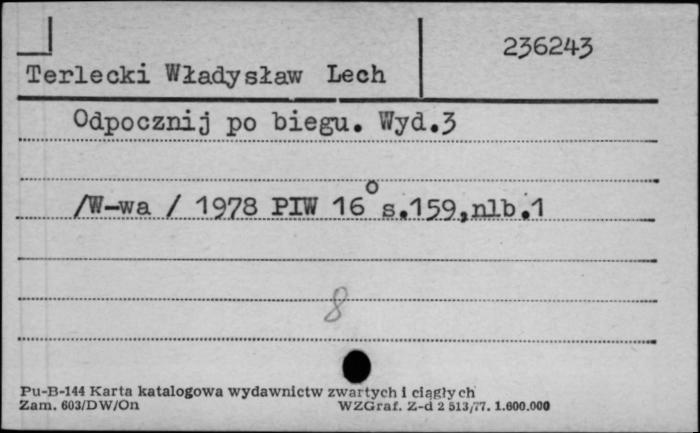 236243
Terlecki Władysław Lech
Odpocznij po biegu. Wyd.3
/W-wa / 1978 PIW 16° s.159,nlb.1
8
Pu-B-144 Karta katalogowa wydawnictw zwartych i ciągłych
Zam. 603/DW/On WZGraf. Z-d 2 513/77. 1.600.000